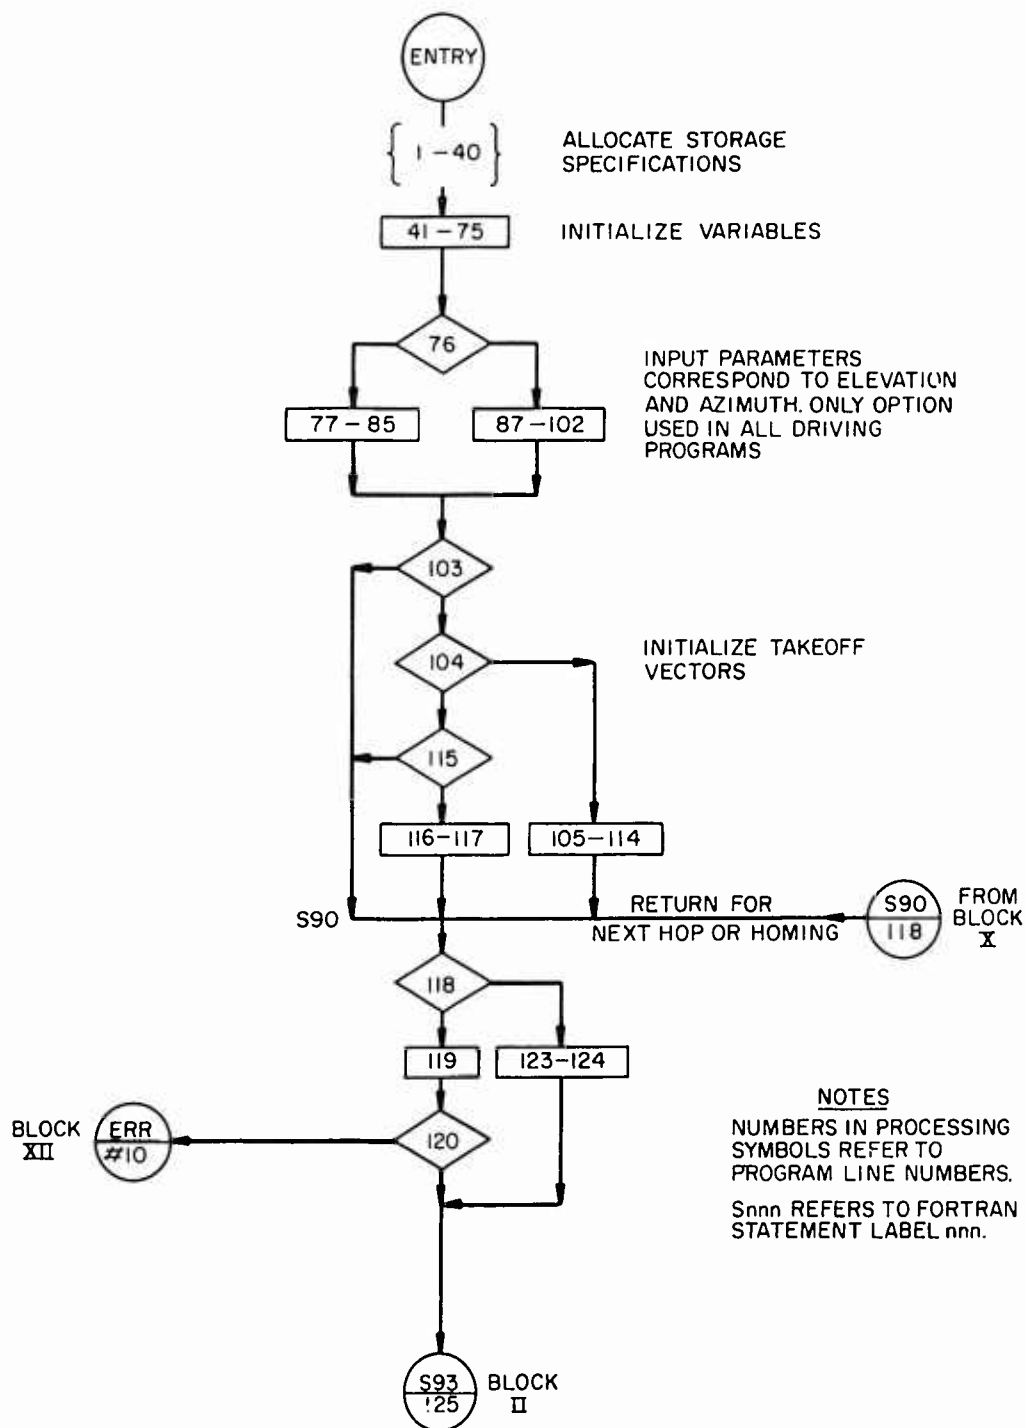 ENTRY
1-40
ALLOCATE STORAGE
SPECIFICATIONS
41-75
INITIALIZE VARIABLES
76
INPUT PARAMETERS
CORRESPOND TO ELEVATION
AND AZIMUTH. ONLY OPTION
USED IN ALL DRIVING
PROGRAMS
77-85
87-102
103
104
INITIALIZE TAKEOFF
VECTORS
115
116-117
105-114
S90
RETURN FOR
NEXT HOP OR HOMING
S90
118
FROM
BLOCK
X
118
119
123-124
BLOCK
XII
ERR
#10
120
NOTES
NUMBERS IN PROCESSING
SYMBOLS REFER TO
PROGRAM LINE NUMBERS.
Snnn REFERS TO FORTRAN
STATEMENT LABEL nnn.
S93
125
BLOCK
II